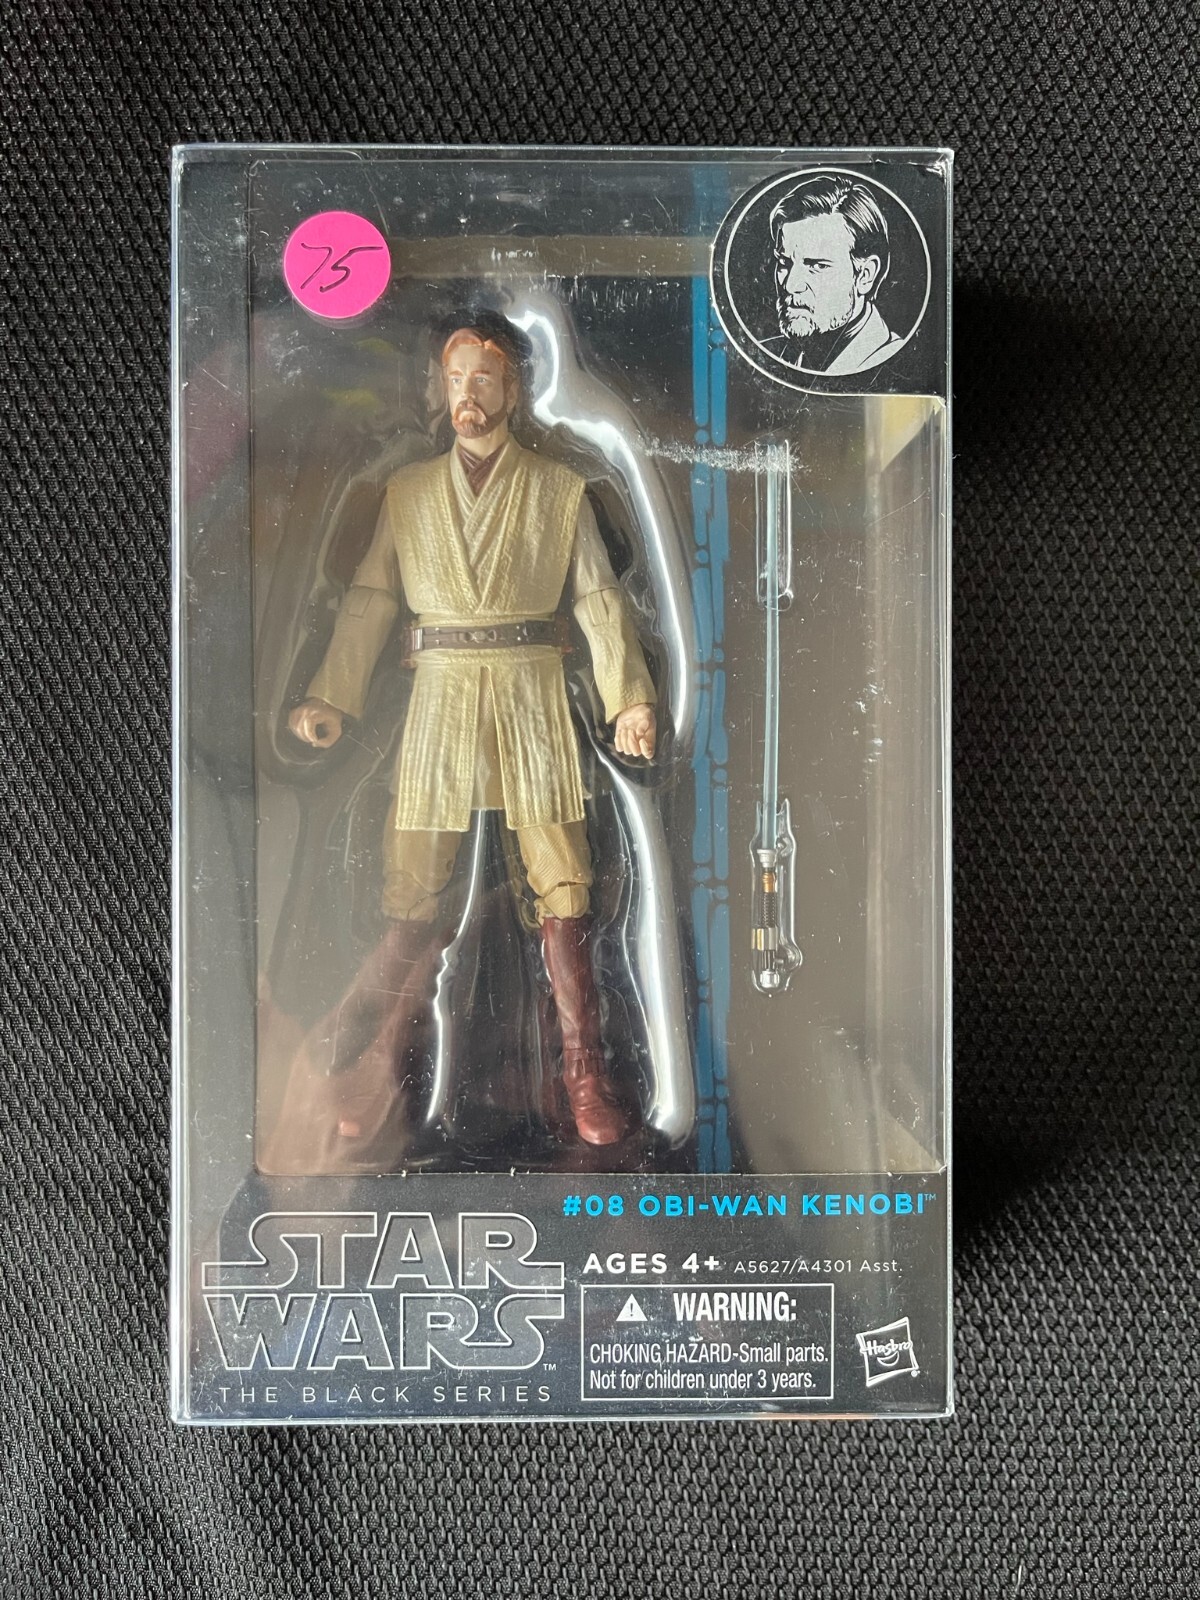 75
#08 OBI-WAN KENOBI™
AGES 4+ A5627/A4301 Asst.
STAR
WARS™
THE BLACK SERIES
WARNING:
CHOKING HAZARD-Small parts.
Not for children under 3 years.
Hasbro®